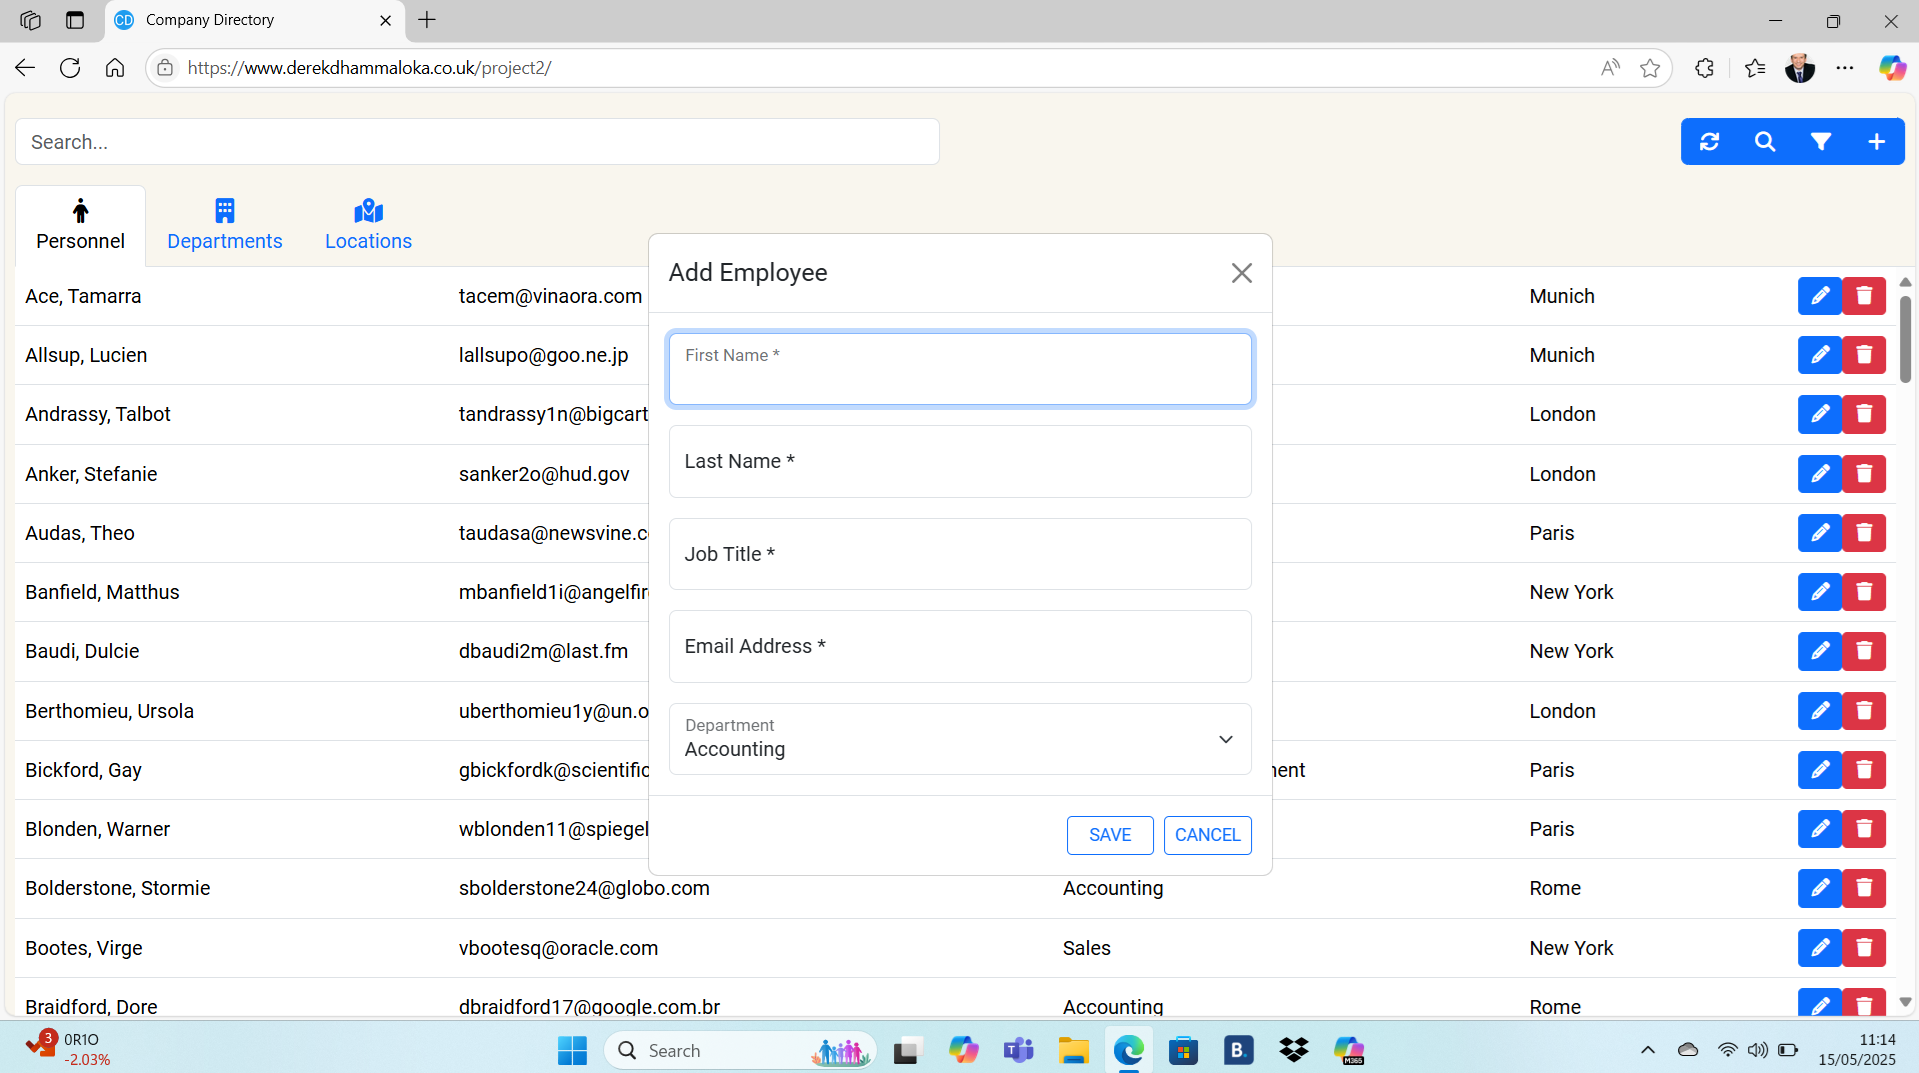 CD Company Directory
https://www.derekdhammaloka.co.uk/project2/
Search...
Personnel
Departments
Locations
Add Employee
First Name *
Last Name *
Job Title *
Email Address *
Department
Accounting
SAVE CANCEL
Ace, Tamarra tacem@vinaora.com Munich
Allsup, Lucien lallsupo@goo.ne.jp Munich
Andrassy, Talbot tandrassy1n@bigcart London
Anker, Stefanie sanker2o@hud.gov London
Audas, Theo taudasa@newsvine.c Paris
Banfield, Matthus mbanfield1i@angelfir New York
Baudi, Dulcie dbaudi2m@last.fm New York
Berthomieu, Ursola uberthomieu1y@un.o London
Bickford, Gay gbickfordk@scientific ent Paris
Blonden, Warner wblonden11@spiegel Paris
Bolderstone, Stormie sbolderstone24@globo.com Accounting Rome
Bootes, Virge vbootesq@oracle.com Sales New York
Braidford, Dore dbraidford17@google.com.br Accounting Rome
3 0R1O
-2.03%
Search
B.
M365
11:14
15/05/2025